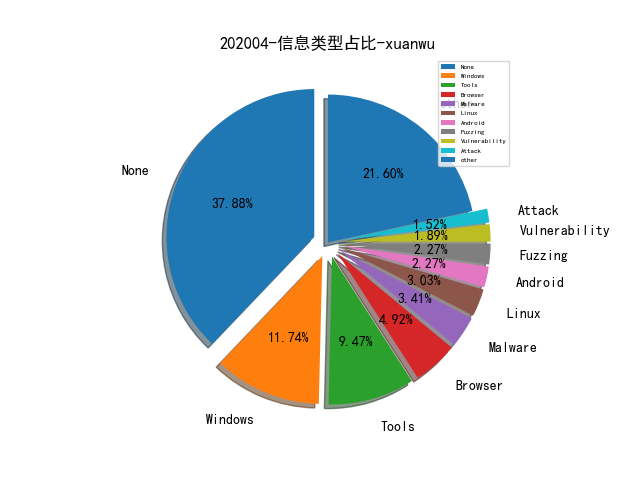 202004-信息类型占比-xuanwu
None
Windows
Tools
Browser
Malware
Linux
Android
Fuzzing
Vulnerability
Attack
other
None
37.88%
21.60%
Attack
1.52%
Vulnerability
1.89%
Fuzzing
2.27%
Android
2.27%
Linux
3.03%
Malware
3.41%
Browser
4.92%
Tools
9.47%
Windows
11.74%